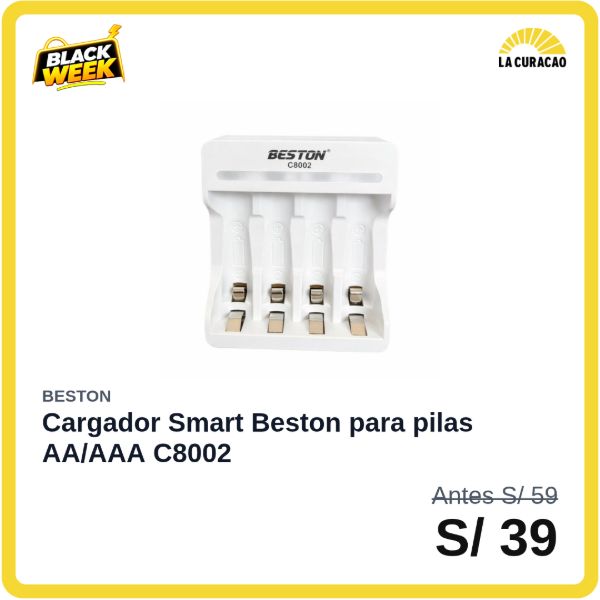 BLACK
WEEK
LA CURACAO
BESTON®
C8002
BESTON
Cargador Smart Beston para pilas
AA/AAA C8002
Antes S/ 59
S/ 39